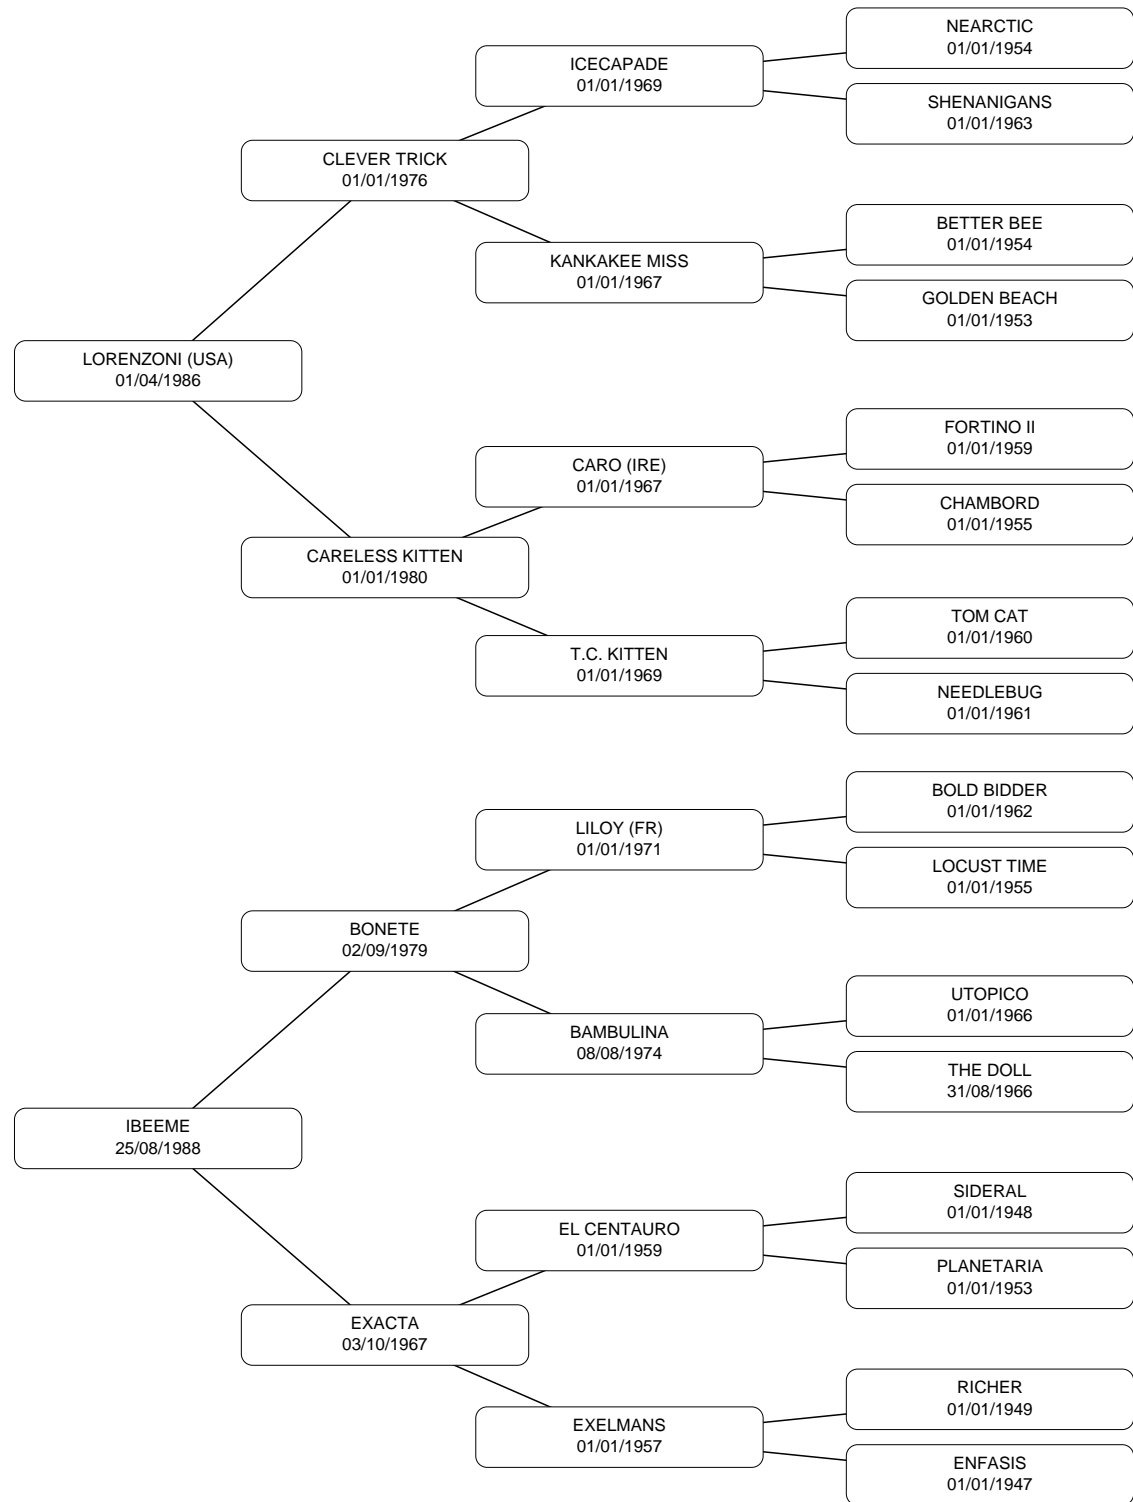 NEARCTIC
01/01/1954
ICECAPADE
01/01/1969
SHENANIGANS
01/01/1963
CLEVER TRICK
01/01/1976
BETTER BEE
01/01/1954
KANKAKEE MISS
01/01/1967
GOLDEN BEACH
01/01/1953
LORENZONI (USA)
01/04/1986
FORTINO II
01/01/1959
CARO (IRE)
01/01/1967
CHAMBORD
01/01/1955
CARELESS KITTEN
01/01/1980
TOM CAT
01/01/1960
T.C. KITTEN
01/01/1969
NEEDLEBUG
01/01/1961
BOLD BIDDER
01/01/1962
LILOY (FR)
01/01/1971
LOCUST TIME
01/01/1955
BONETE
02/09/1979
UTOPICO
01/01/1966
BAMBULINA
08/08/1974
THE DOLL
31/08/1966
IBEEME
25/08/1988
SIDERAL
01/01/1948
EL CENTAURO
01/01/1959
PLANETARIA
01/01/1953
EXACTA
03/10/1967
RICHER
01/01/1949
EXELMANS
01/01/1957
ENFASIS
01/01/1947